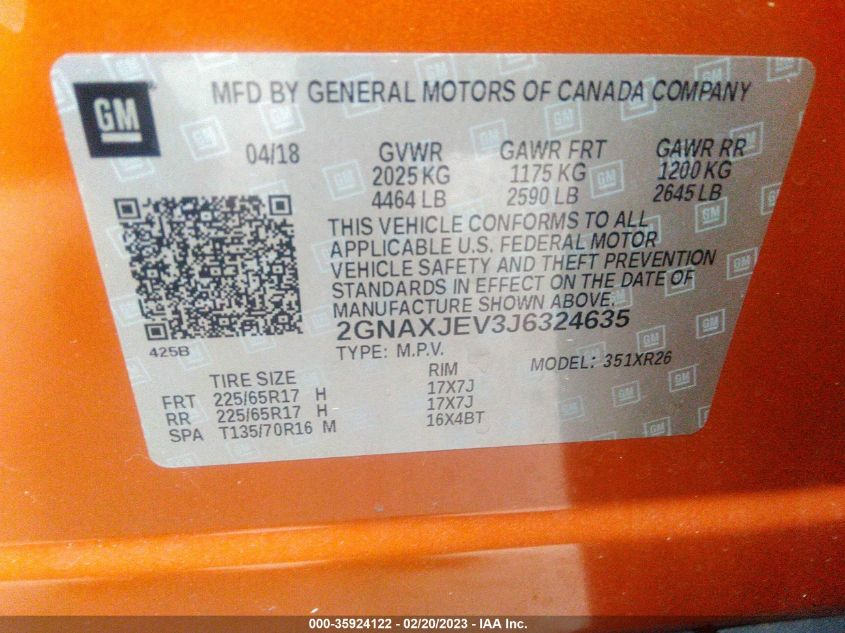 GM
MFD BY GENERAL MOTORS OF CANADA COMPANY
04/18 GVWR GAWR FRT GAWR RR
2025 KG 1175 KG 1200 KG
4464 LB 2590 LB 2645 LB
THIS VEHICLE CONFORMS TO ALL
APPLICABLE U.S. FEDERAL MOTOR
VEHICLE SAFETY AND THEFT PREVENTION
STANDARDS IN EFFECT ON THE DATE OF
MANUFACTURE SHOWN ABOVE.
2GNAXJEV3J6324635
425B
TYPE: M.P.V. MODEL: 351XR26
TIRE SIZE RIM
FRT 225/65R17 H 17X7J
RR 225/65R17 H 17X7J
SPA T135/70R16 M 16X4BT
000-35924122 - 02/20/2023 - IAA Inc.